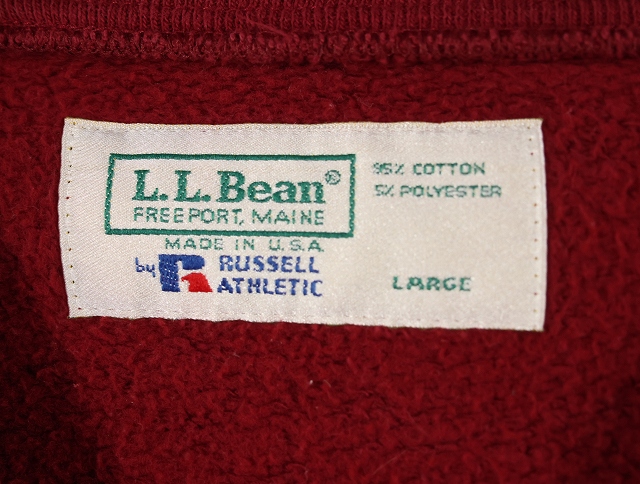 L.L.Bean®
FREEPORT, MAINE
MADE IN U.S.A.
by RUSSELL
ATHLETIC
95% COTTON
5% POLYESTER
LARGE